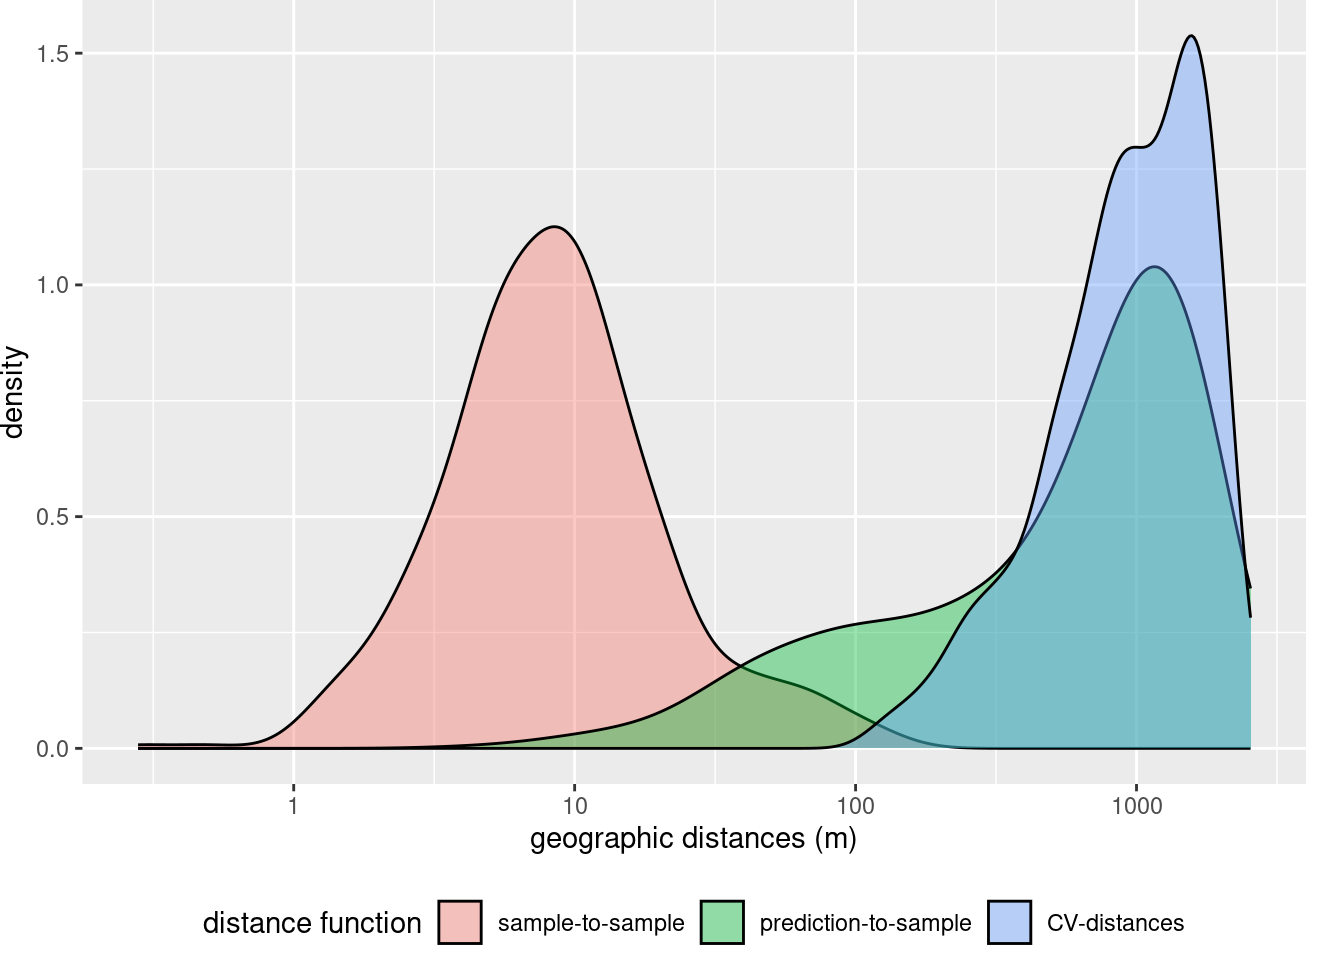 1.5
1.0
0.5
0.0
density
1 10 100 1000
geographic distances (m)
distance function sample-to-sample prediction-to-sample CV-distances